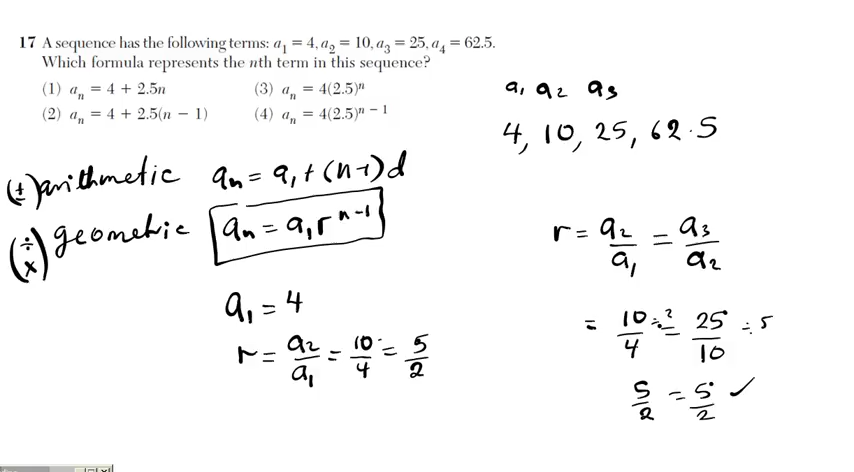 17 A sequence has the following terms: a₁ = 4, a₂ = 10, a₃ = 25, a₄ = 62.5.
Which formula represents the nth term in this sequence?
(1) aₙ = 4 + 2.5n
(3) aₙ = 4(2.5)ⁿ
(2) aₙ = 4 + 2.5(n − 1)
(4) aₙ = 4(2.5)ⁿ⁻¹
a₁ a₂ a₃
4, 10, 25, 62.5
(±) arithmetic aₙ = a₁ + (n-1)d
(÷ x) geometric aₙ = a₁rⁿ⁻¹
a₁ = 4
r = a₂/a₁ = 10/4 = 5/2
r = a₂/a₁ = a₃/a₂
= 10/4 ÷2 = 25/10 ÷5
5/2 = 5/2 ✓